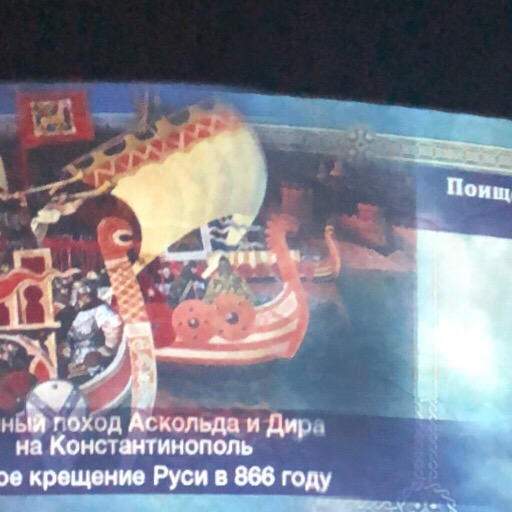 Поищ
ный поход Аскольда и Дира
на Константинополь
ое крещение Руси в 866 году